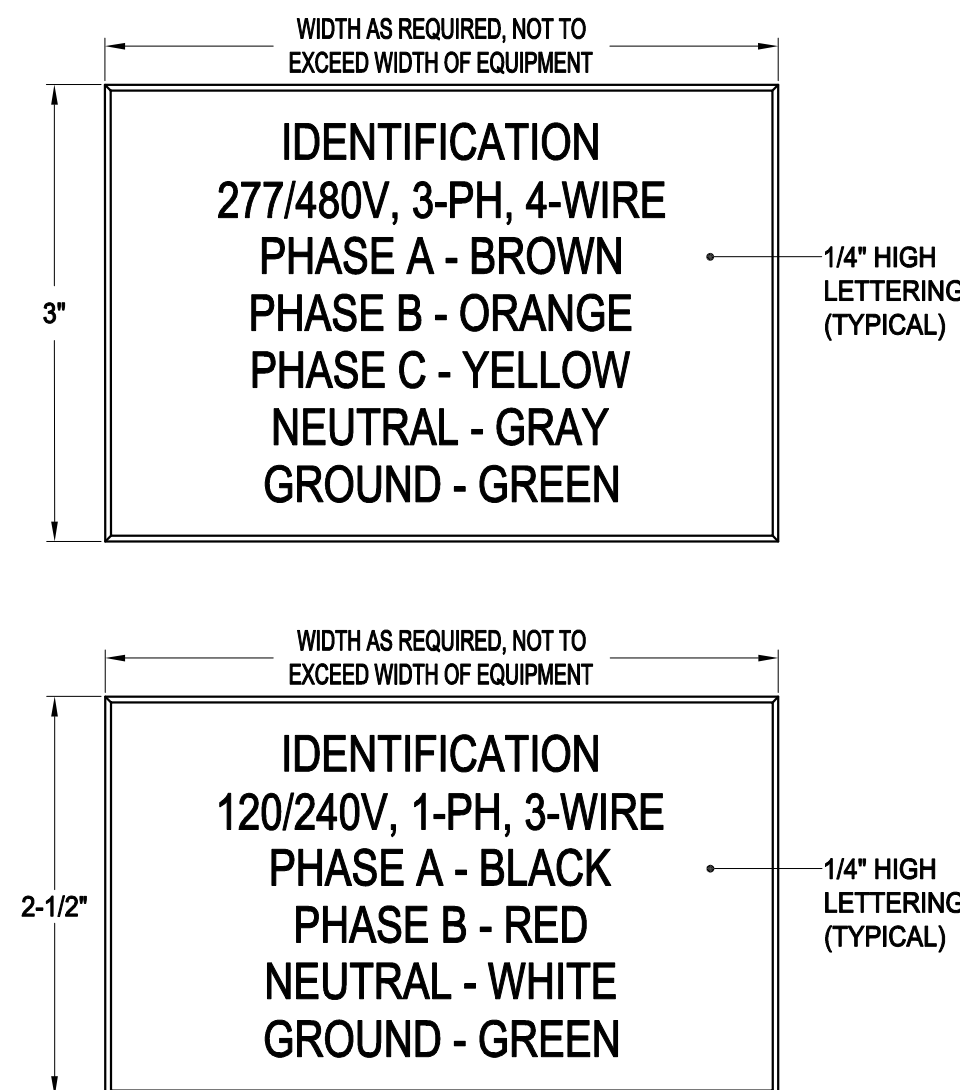 WIDTH AS REQUIRED, NOT TO
EXCEED WIDTH OF EQUIPMENT
IDENTIFICATION
277/480V, 3-PH, 4-WIRE
PHASE A - BROWN
PHASE B - ORANGE
PHASE C - YELLOW
NEUTRAL - GRAY
GROUND - GREEN
3"
1/4" HIGH
LETTERING
(TYPICAL)
WIDTH AS REQUIRED, NOT TO
EXCEED WIDTH OF EQUIPMENT
IDENTIFICATION
120/240V, 1-PH, 3-WIRE
PHASE A - BLACK
PHASE B - RED
NEUTRAL - WHITE
GROUND - GREEN
2-1/2"
1/4" HIGH
LETTERING
(TYPICAL)